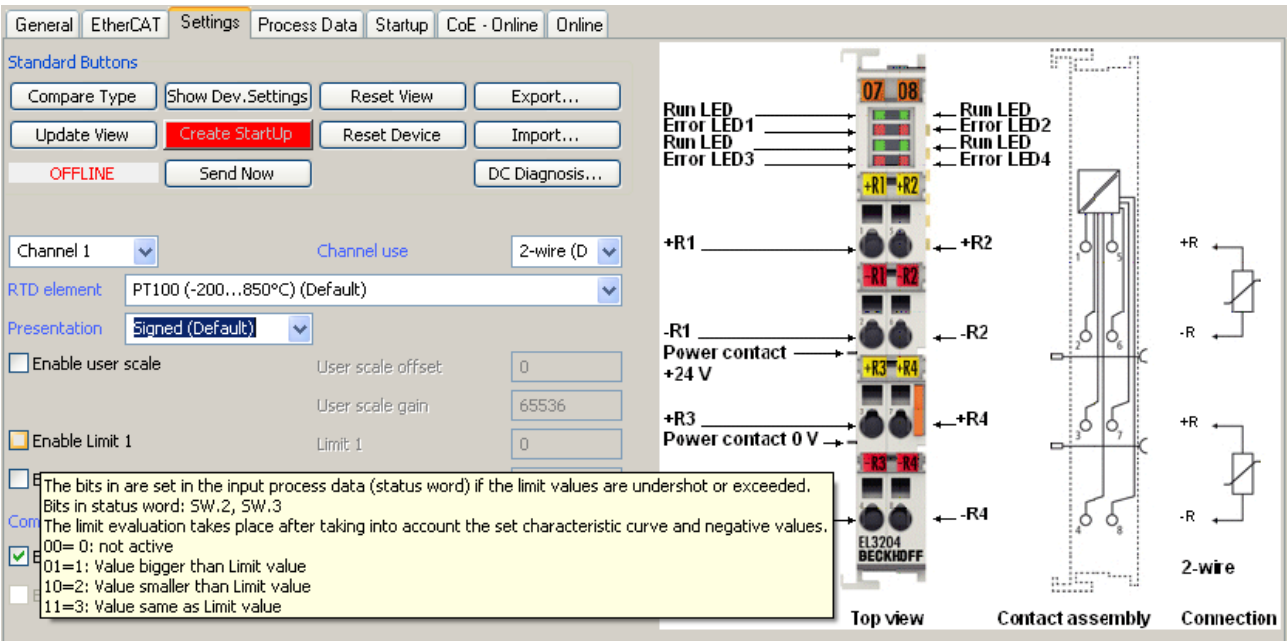 General EtherCAT Settings Process Data Startup CoE - Online Online
Standard Buttons
Compare Type Show Dev.Settings Reset View Export...
Update View Create StartUp Reset Device Import...
OFFLINE Send Now DC Diagnosis...
Channel 1 Channel use 2-wire (D
RTD element PT100 (-200...850°C) (Default)
Presentation Signed (Default)
Enable user scale User scale offset 0
User scale gain 65536
Enable Limit 1 Limit 1 0
The bits in are set in the input process data (status word) if the limit values are undershot or exceeded.
Bits in status word: SW.2, SW.3
The limit evaluation takes place after taking into account the set characteristic curve and negative values.
00= 0: not active
01=1: Value bigger than Limit value
10=2: Value smaller than Limit value
11=3: Value same as Limit value
07 08
Run LED Run LED
Error LED1 Error LED2
Run LED Run LED
Error LED3 Error LED4
+R1 +R2
+R1 +R2
-R1 -R2
-R1 -R2
Power contact
+24 V
+R3 +R4
+R3 +R4
Power contact 0 V
-R3 -R4
-R4
EL3204
BECKHOFF
1 5
2 6
3 7
4 8
+R
-R
+R
-R
2-wire
Top view Contact assembly Connection